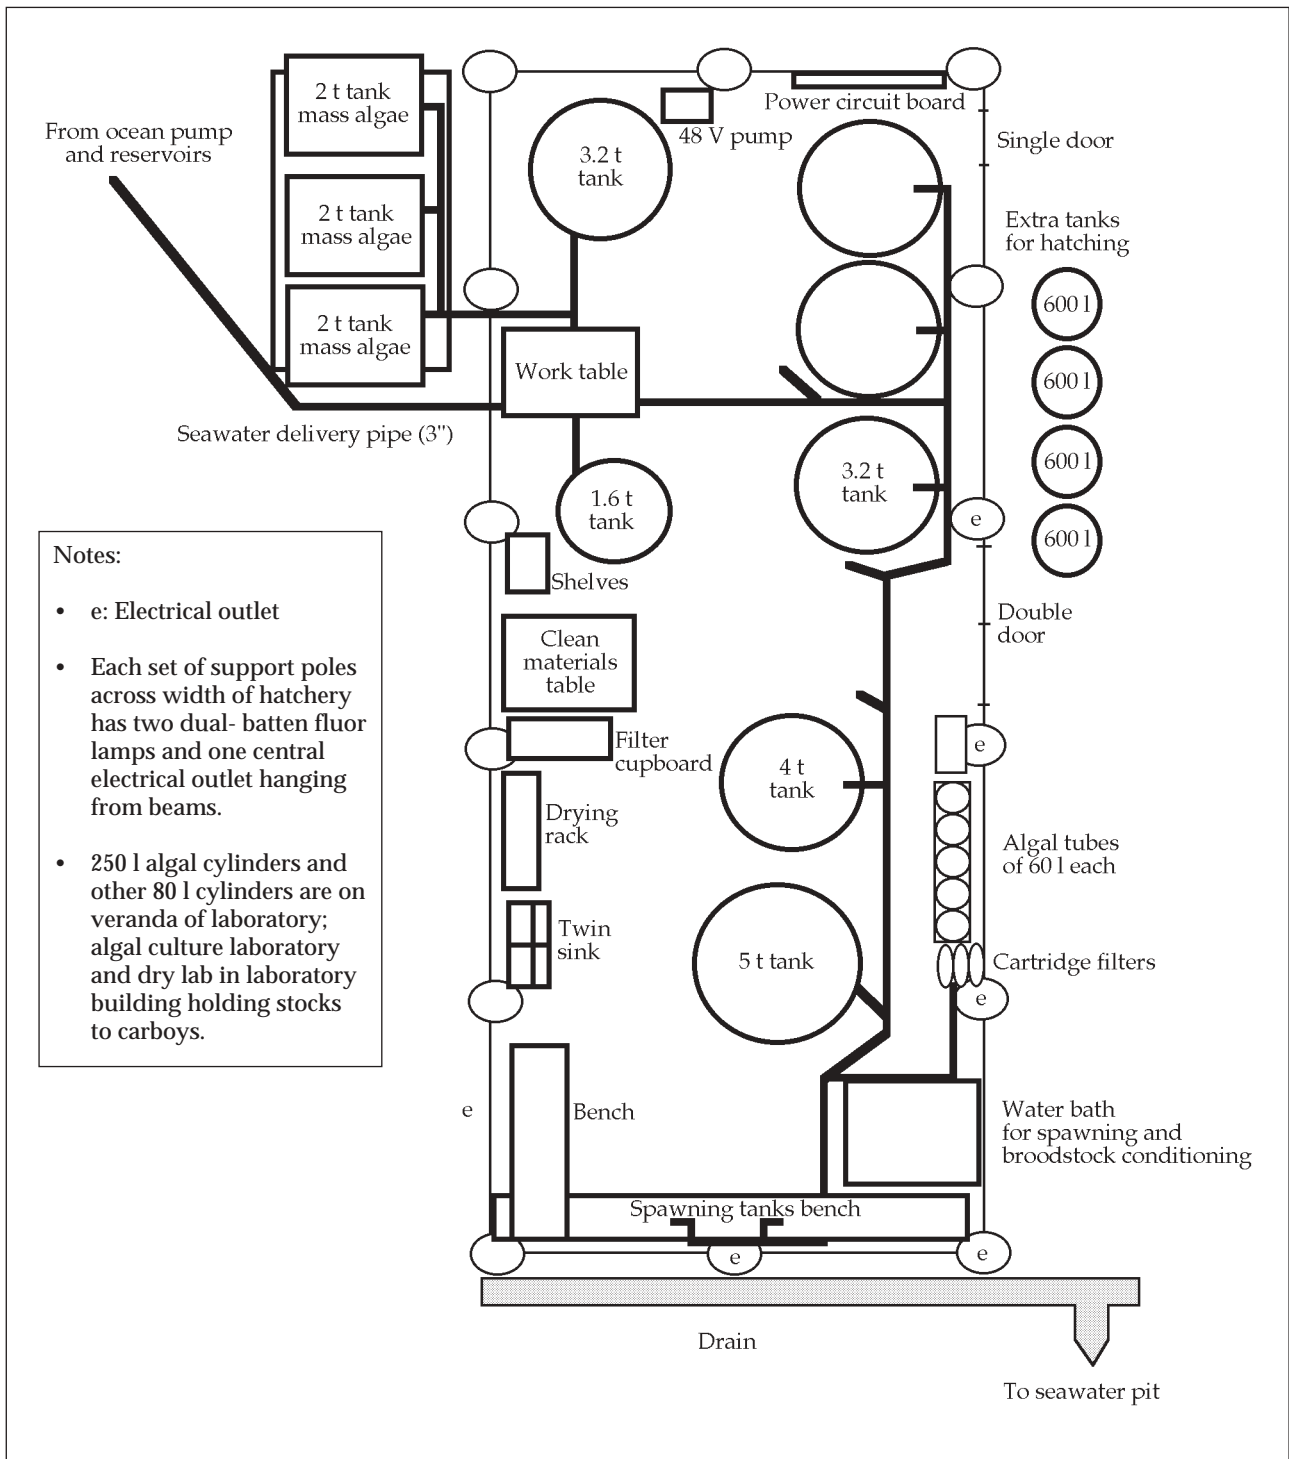 2 t tank
mass algae
Power circuit board
From ocean pump
and reservoirs
48 V pump
3.2 t
tank
Single door
2 t tank
mass algae
Extra tanks
for hatching
600 l
2 t tank
mass algae
Work table
600 l
Seawater delivery pipe (3")
600 l
3.2 t
tank
1.6 t
tank
e
600 l
Shelves
Notes:
• e: Electrical outlet
• Each set of support poles
across width of hatchery
has two dual- batten fluor
lamps and one central
electrical outlet hanging
from beams.
• 250 l algal cylinders and
other 80 l cylinders are on
veranda of laboratory;
algal culture laboratory
and dry lab in laboratory
building holding stocks
to carboys.
Double
door
Clean
materials
table
Filter
cupboard
e
4 t
tank
Drying
rack
Algal tubes
of 60 l each
Twin
sink
5 t tank
Cartridge filters
e
e
Bench
Water bath
for spawning and
broodstock conditioning
Spawning tanks bench
e
e
Drain
To seawater pit